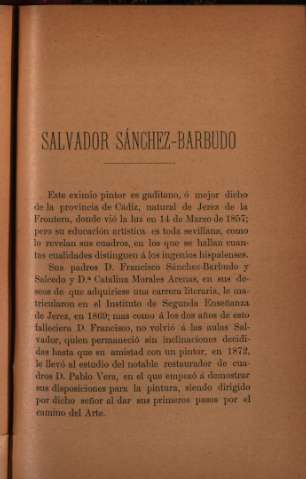 SALVADOR SÁNCHEZ-BARBUDO
Este eximio pintor es gaditano, ó mejor dicho
de la provincia de Cádiz, natural de Jerez de la
Frontera, donde vió la luz en 14 de Marzo de 1857;
pero su educación artística es toda sevillana, como
lo revelan sus cuadros, en los que se hallan cuan-
tas cualidades distinguen á los ingenios hispalenses.
Sus padres D. Francisco Sánchez-Barbudo y
Salcedo y D.ª Catalina Morales Arenas, en sus de-
seos de que adquiriese una carrera literaria, le ma-
tricularon en el Instituto de Segunda Enseñanza
de Jerez, en 1869; mas como á los dos años de esto
falleciera D. Francisco, no volvió á las aulas Sal-
vador, quien permaneció sin inclinaciones decidi-
das hasta que su amistad con un pintor, en 1872,
le llevó al estudio del notable restaurador de cua-
dros D. Pablo Vera, en el que empezó á demostrar
sus disposiciones para la pintura, siendo dirigido
por dicho señor al dar sus primeros pasos por el
camino del Arte.